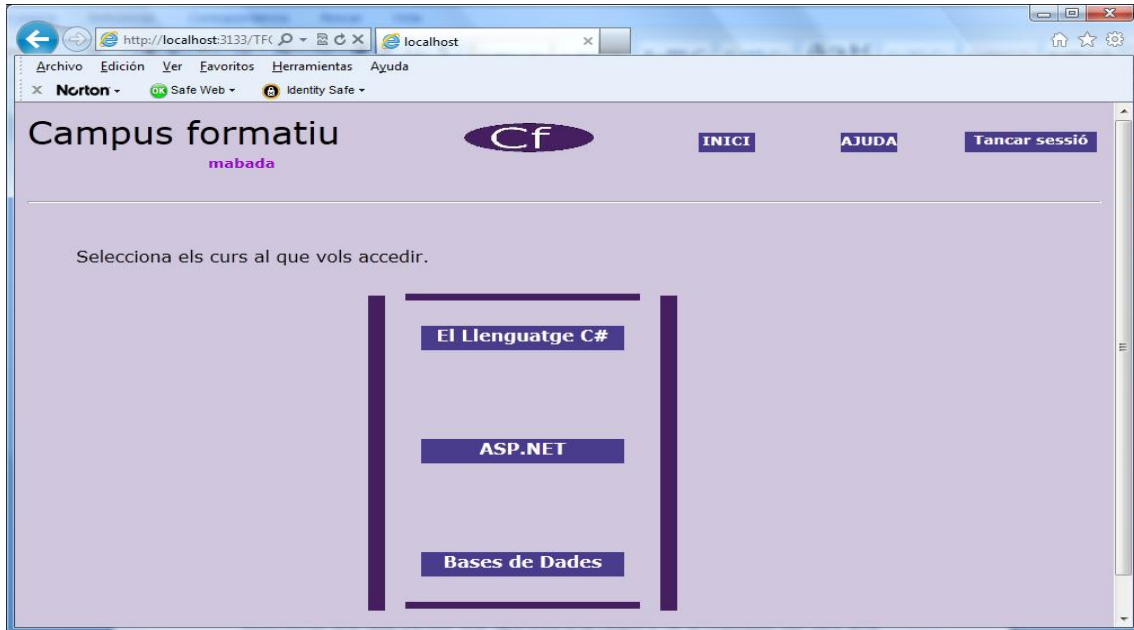 http://localhost:3133/TF( localhost
Archivo Edición Ver Favoritos Herramientas Ayuda
Norton Safe Web Identity Safe
Campus formatiu Cf INICI AJUDA Tancar sessió
mabada
Selecciona els curs al que vols accedir.
El Llenguatge C#
ASP.NET
Bases de Dades